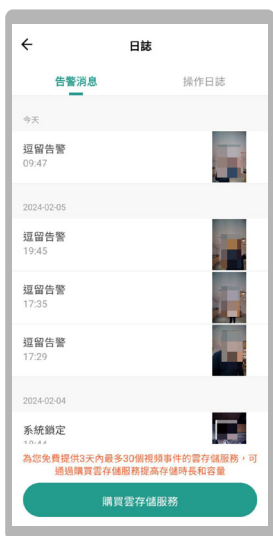 日誌
告警消息 操作日誌
今天
逗留告警
09:47
2024-02-05
逗留告警
19:45
逗留告警
17:35
逗留告警
17:29
2024-02-04
系統鎖定
為您免費提供3天內最多30個視頻事件的雲存儲服務，可
通過購買雲存儲服務提高存儲時長和容量
購買雲存儲服務